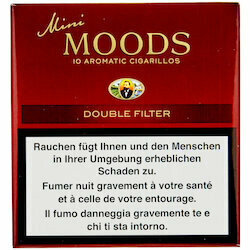 Mini
MOODS
10 AROMATIC CIGARILLOS
DOUBLE FILTER
Rauchen fügt Ihnen und den Menschen
in Ihrer Umgebung erheblichen
Schaden zu.
Fumer nuit gravement à votre santé
et à celle de votre entourage.
Il fumo danneggia gravemente te e
chi ti sta intorno.